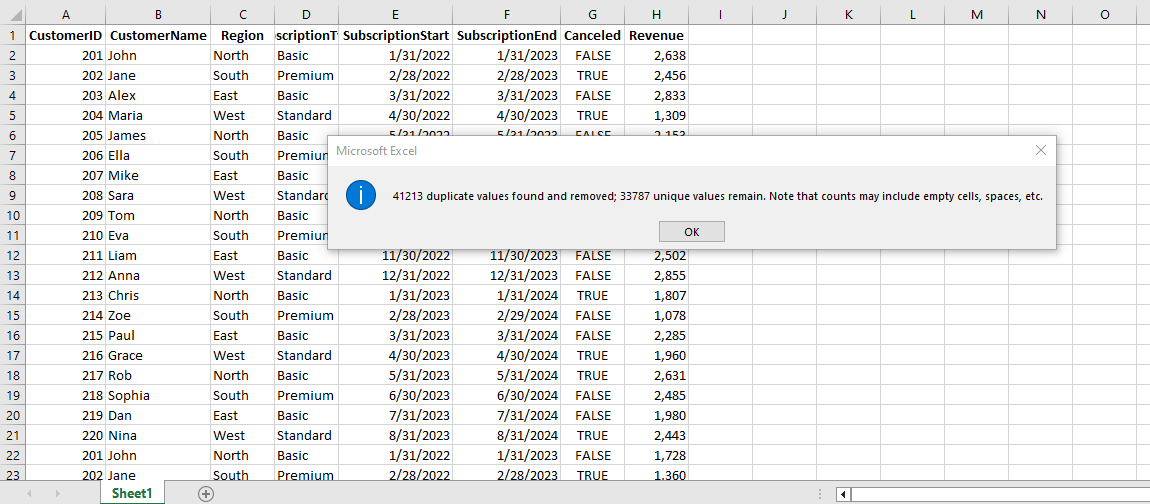 A B C D E F G H I J K L M N O
1 CustomerID CustomerName Region scriptionT SubscriptionStart SubscriptionEnd Canceled Revenue
2 201 John North Basic 1/31/2022 1/31/2023 FALSE 2,638
3 202 Jane South Premium 2/28/2022 2/28/2023 TRUE 2,456
4 203 Alex East Basic 3/31/2022 3/31/2023 FALSE 2,833
5 204 Maria West Standard 4/30/2022 4/30/2023 TRUE 1,309
6 205 James North Basic 5/31/2022 5/31/2023 FALSE 2,153
7 206 Ella South Premium
8 207 Mike East Basic
9 208 Sara West Standard
10 209 Tom North Basic
11 210 Eva South Premium
Microsoft Excel
41213 duplicate values found and removed; 33787 unique values remain. Note that counts may include empty cells, spaces, etc.
OK
12 211 Liam East Basic 11/30/2022 11/30/2023 FALSE 2,502
13 212 Anna West Standard 12/31/2022 12/31/2023 FALSE 2,855
14 213 Chris North Basic 1/31/2023 1/31/2024 TRUE 1,807
15 214 Zoe South Premium 2/28/2023 2/29/2024 FALSE 1,078
16 215 Paul East Basic 3/31/2023 3/31/2024 FALSE 2,285
17 216 Grace West Standard 4/30/2023 4/30/2024 TRUE 1,960
18 217 Rob North Basic 5/31/2023 5/31/2024 TRUE 2,631
19 218 Sophia South Premium 6/30/2023 6/30/2024 FALSE 2,485
20 219 Dan East Basic 7/31/2023 7/31/2024 FALSE 1,980
21 220 Nina West Standard 8/31/2023 8/31/2024 TRUE 2,443
22 201 John North Basic 1/31/2022 1/31/2023 FALSE 1,728
23 202 Jane South Premium 2/28/2022 2/28/2023 TRUE 1,360
Sheet1